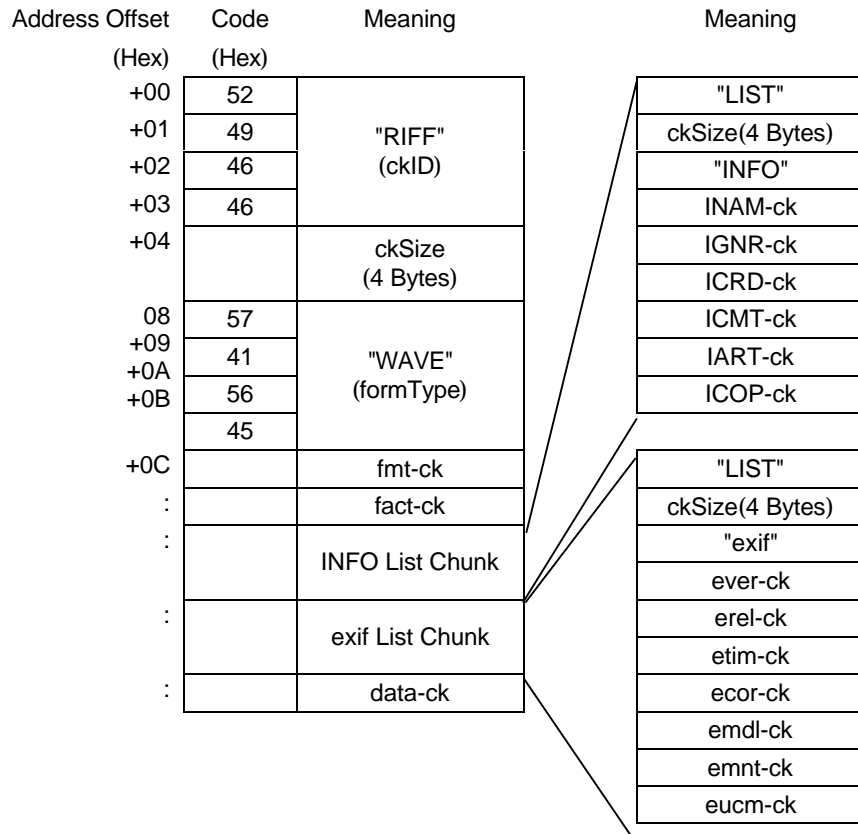 Address Offset Code Meaning Meaning
(Hex) (Hex)
+00 52 "RIFF" "LIST"
+01 49 (ckID) ckSize(4 Bytes)
+02 46 "INFO"
+03 46 INAM-ck
+04 ckSize IGNR-ck
(4 Bytes) ICRD-ck
08 57 "WAVE" ICMT-ck
+09 41 (formType) IART-ck
+0A 56 ICOP-ck
+0B 45
+0C fmt-ck "LIST"
: fact-ck ckSize(4 Bytes)
: INFO List Chunk "exif"
ever-ck
: exif List Chunk erel-ck
etim-ck
: data-ck ecor-ck
emdl-ck
emnt-ck
eucm-ck